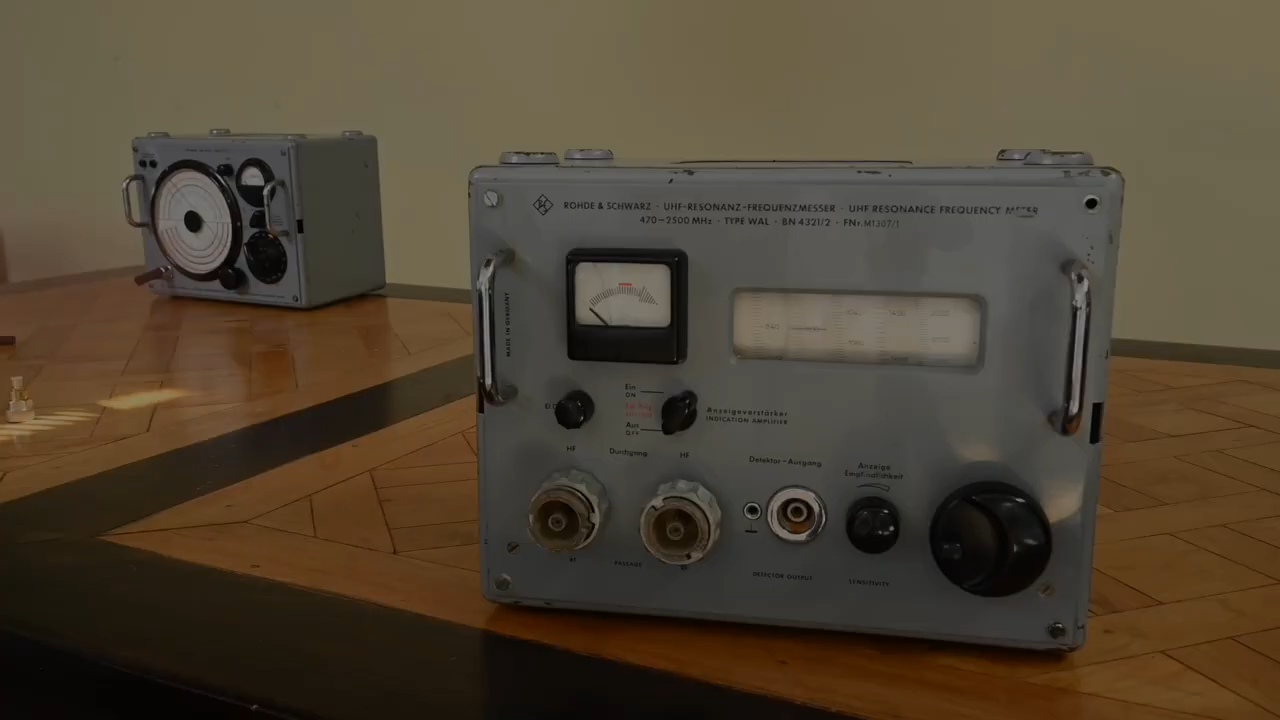 ROHDE & SCHWARZ · UHF-RESONANZ-FREQUENZMESSER · UHF RESONANCE FREQUENCY METER
470-2500 MHz · TYPE WAL · BN 4321/2 · FNr. M1307/1
MADE IN GERMANY
Ein
ON
Aus
OFF
Anzeigeverstärker
INDICATION AMPLIFIER
HF
Durchgang
HF
Detektor-Ausgang
Anzeige
Empfindlichkeit
RF
PASSAGE
RF
DETECTOR OUTPUT
SENSITIVITY